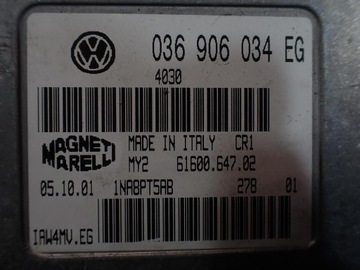 036 906 034 EG
4030
MAGNETI MARELLI
MADE IN ITALY CR1
MY2 61600.647.02
05.10.01 1NA8PT5AB 278 01
IAW4MV.EG